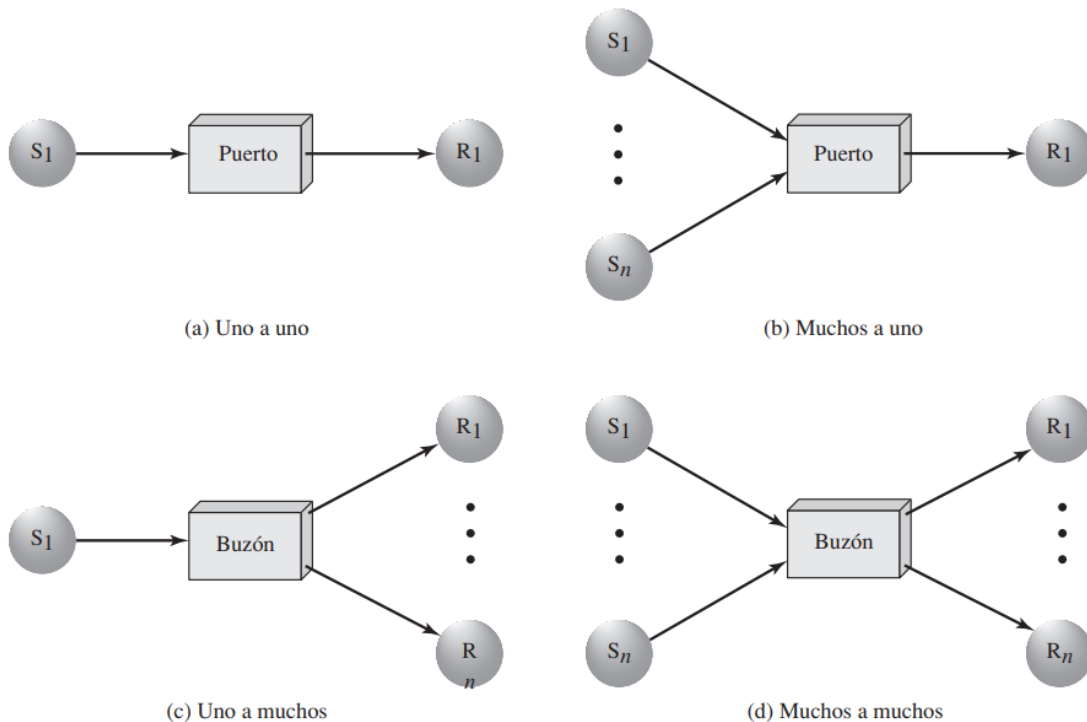 S1
Puerto
R1
(a) Uno a uno
S1
Sn
Puerto
R1
(b) Muchos a uno
S1
Buzón
R1
R
n
(c) Uno a muchos
S1
Sn
Buzón
R1
Rn
(d) Muchos a muchos